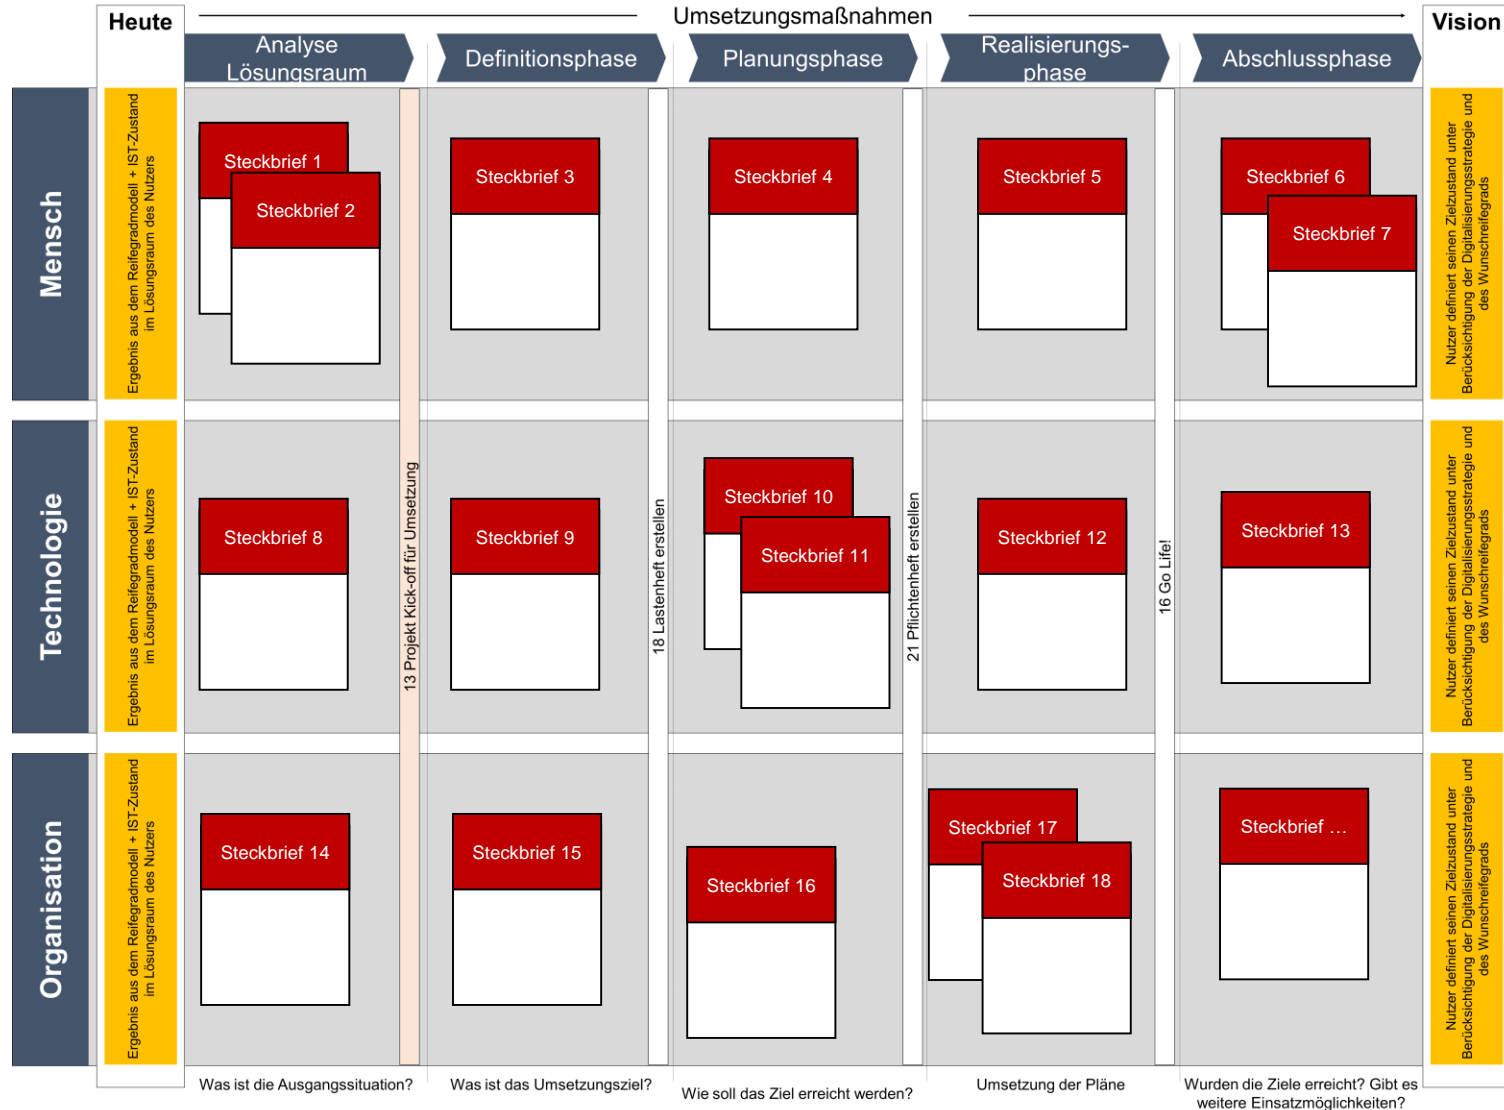 Heute
Umsetzungsmaßnahmen
Vision
Analyse
Lösungsraum
Definitionsphase
Planungsphase
Realisierungs-
phase
Abschlussphase
Mensch
Ergebnis aus dem Reifegradmodell + IST-Zustand
im Lösungsraum des Nutzers
Steckbrief 1
Steckbrief 2
Steckbrief 3
Steckbrief 4
Steckbrief 5
Steckbrief 6
Steckbrief 7
Nutzer definiert seinen Zielzustand unter
Berücksichtigung der Digitalisierungsstrategie und
des Wunschreifegrads
Technologie
Ergebnis aus dem Reifegradmodell + IST-Zustand
im Lösungsraum des Nutzers
Steckbrief 8
13 Projekt Kick-off für Umsetzung
Steckbrief 9
18 Lastenheft erstellen
Steckbrief 10
Steckbrief 11
21 Pflichtenheft erstellen
Steckbrief 12
16 Go Life!
Steckbrief 13
Nutzer definiert seinen Zielzustand unter
Berücksichtigung der Digitalisierungsstrategie und
des Wunschreifegrads
Organisation
Ergebnis aus dem Reifegradmodell + IST-Zustand
im Lösungsraum des Nutzers
Steckbrief 14
Steckbrief 15
Steckbrief 16
Steckbrief 17
Steckbrief 18
Steckbrief ...
Nutzer definiert seinen Zielzustand unter
Berücksichtigung der Digitalisierungsstrategie und
des Wunschreifegrads
Was ist die Ausgangssituation?
Was ist das Umsetzungsziel?
Wie soll das Ziel erreicht werden?
Umsetzung der Pläne
Wurden die Ziele erreicht? Gibt es
weitere Einsatzmöglichkeiten?